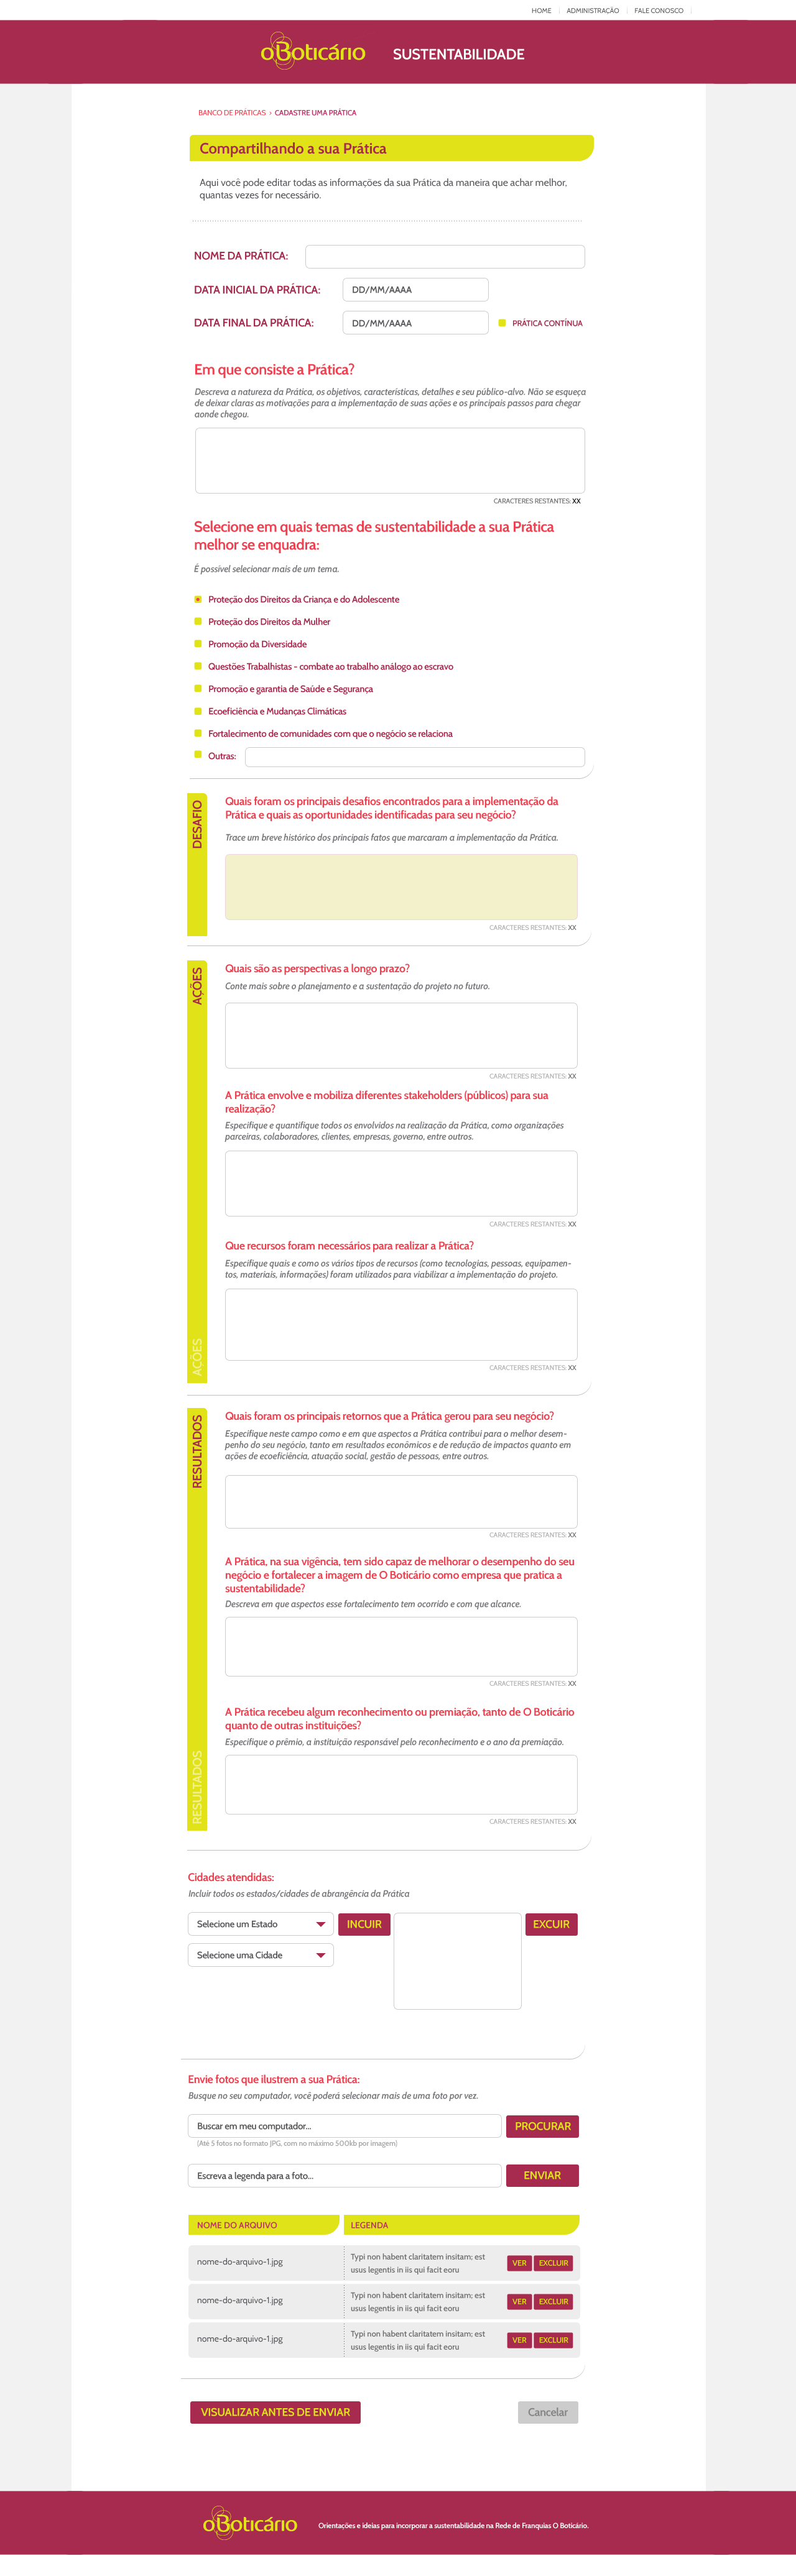 HOME | ADMINISTRAÇÃO | FALE CONOSCO |
oBoticário SUSTENTABILIDADE
BANCO DE PRÁTICAS › CADASTRE UMA PRÁTICA
Compartilhando a sua Prática
Aqui você pode editar todas as informações da sua Prática da maneira que achar melhor,
quantas vezes for necessário.
NOME DA PRÁTICA:
DATA INICIAL DA PRÁTICA: DD/MM/AAAA
DATA FINAL DA PRÁTICA: DD/MM/AAAA PRÁTICA CONTÍNUA
Em que consiste a Prática?
Descreva a natureza da Prática, os objetivos, características, detalhes e seu público-alvo. Não se esqueça
de deixar claras as motivações para a implementação de suas ações e os principais passos para chegar
aonde chegou.
CARACTERES RESTANTES: XX
Selecione em quais temas de sustentabilidade a sua Prática
melhor se enquadra:
É possível selecionar mais de um tema.
Proteção dos Direitos da Criança e do Adolescente
Proteção dos Direitos da Mulher
Promoção da Diversidade
Questões Trabalhistas - combate ao trabalho análogo ao escravo
Promoção e garantia de Saúde e Segurança
Ecoeficiência e Mudanças Climáticas
Fortalecimento de comunidades com que o negócio se relaciona
Outras:
DESAFIO
Quais foram os principais desafios encontrados para a implementação da
Prática e quais as oportunidades identificadas para seu negócio?
Trace um breve histórico dos principais fatos que marcaram a implementação da Prática.
CARACTERES RESTANTES: XX
AÇÕES
Quais são as perspectivas a longo prazo?
Conte mais sobre o planejamento e a sustentação do projeto no futuro.
CARACTERES RESTANTES: XX
A Prática envolve e mobiliza diferentes stakeholders (públicos) para sua
realização?
Especifique e quantifique todos os envolvidos na realização da Prática, como organizações
parceiras, colaboradores, clientes, empresas, governo, entre outros.
CARACTERES RESTANTES: XX
Que recursos foram necessários para realizar a Prática?
Especifique quais e como os vários tipos de recursos (como tecnologias, pessoas, equipamen-
tos, materiais, informações) foram utilizados para viabilizar a implementação do projeto.
AÇÕES
CARACTERES RESTANTES: XX
RESULTADOS
Quais foram os principais retornos que a Prática gerou para seu negócio?
Especifique neste campo como e em que aspectos a Prática contribui para o melhor desem-
penho do seu negócio, tanto em resultados econômicos e de redução de impactos quanto em
ações de ecoeficiência, atuação social, gestão de pessoas, entre outros.
CARACTERES RESTANTES: XX
A Prática, na sua vigência, tem sido capaz de melhorar o desempenho do seu
negócio e fortalecer a imagem de O Boticário como empresa que pratica a
sustentabilidade?
Descreva em que aspectos esse fortalecimento tem ocorrido e com que alcance.
CARACTERES RESTANTES: XX
A Prática recebeu algum reconhecimento ou premiação, tanto de O Boticário
quanto de outras instituições?
Especifique o prêmio, a instituição responsável pelo reconhecimento e o ano da premiação.
RESULTADOS
CARACTERES RESTANTES: XX
Cidades atendidas:
Incluir todos os estados/cidades de abrangência da Prática
Selecione um Estado INCUIR EXCUIR
Selecione uma Cidade
Envie fotos que ilustrem a sua Prática:
Busque no seu computador, você poderá selecionar mais de uma foto por vez.
Buscar em meu computador... PROCURAR
[Até 5 fotos no formato JPG, com no máximo 500kb por imagem]
Escreva a legenda para a foto... ENVIAR
NOME DO ARQUIVO LEGENDA
nome-do-arquivo-1.jpg Typi non habent claritatem insitam; est
usus legentis in iis qui facit eoru VER EXCLUIR
nome-do-arquivo-1.jpg Typi non habent claritatem insitam; est
usus legentis in iis qui facit eoru VER EXCLUIR
nome-do-arquivo-1.jpg Typi non habent claritatem insitam; est
usus legentis in iis qui facit eoru VER EXCLUIR
VISUALIZAR ANTES DE ENVIAR Cancelar
oBoticário Orientações e ideias para incorporar a sustentabilidade na Rede de Franquias O Boticário.